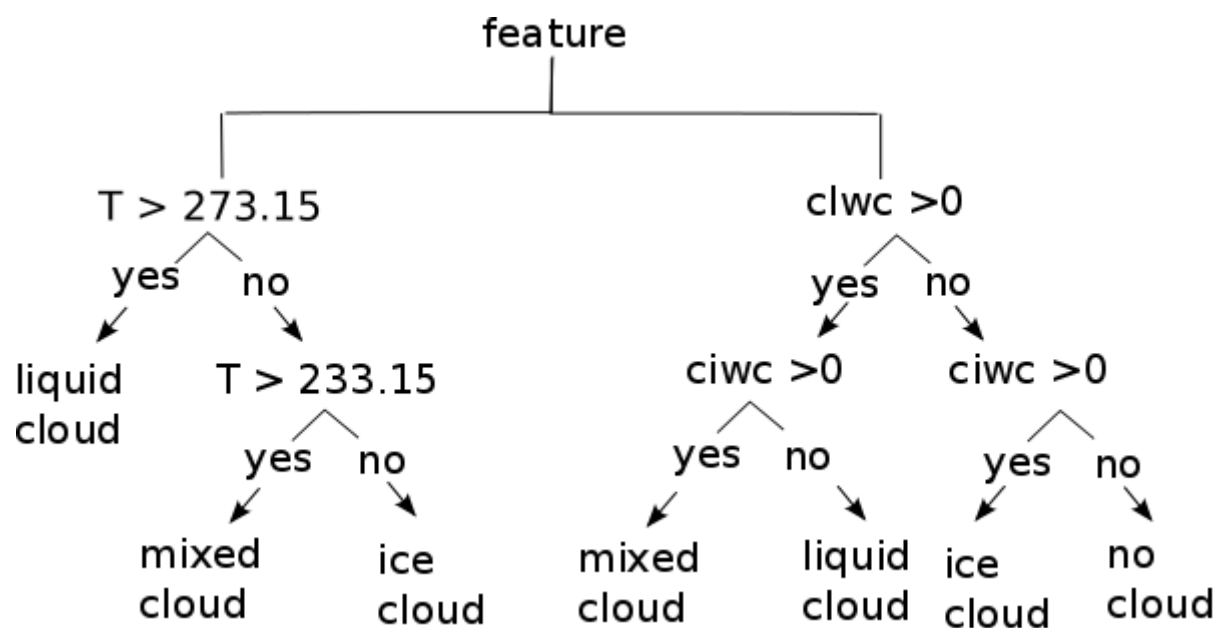 feature
T > 273.15
clwc >0
yes
no
yes
no
liquid
cloud
T > 233.15
ciwc >0
ciwc >0
yes
no
yes
no
yes
no
mixed
cloud
ice
cloud
mixed
cloud
liquid
cloud
ice
cloud
no
cloud